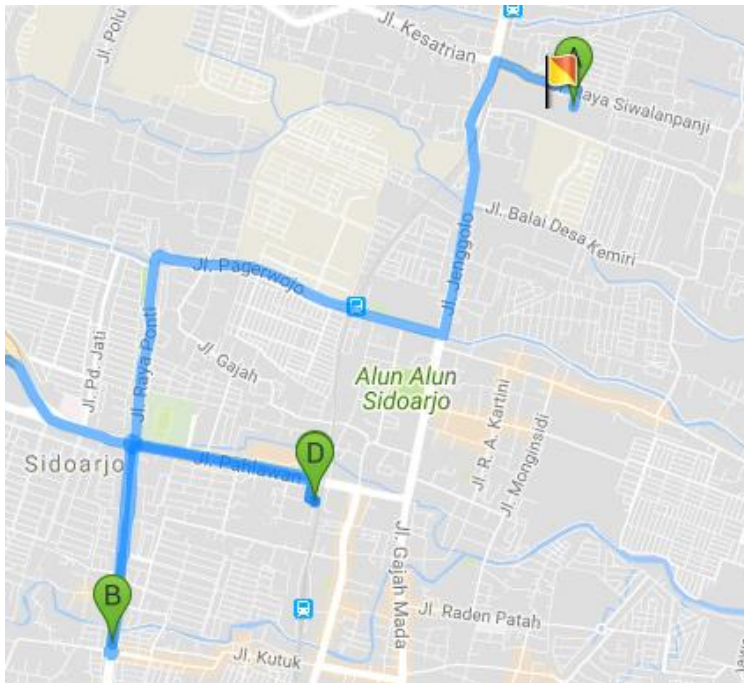 Jl. Polu
Jl. Kesatrian
A
Raya Siwalanpanji
Jl. Balai Desa Kemiri
Jl. Jenggolo
Jl. Pagerwojo
Jl. Raya Ponti
Jl. Pd. Jati
Jl. Gajah
Alun Alun
Sidoarjo
Jl. R. A. Kartini
Jl. Monginsidi
D
Sidoarjo
Jl. Pahlawan
Jl. Gajah Mada
B
Jl. Raden Patah
Jl. Kutuk
Jawa